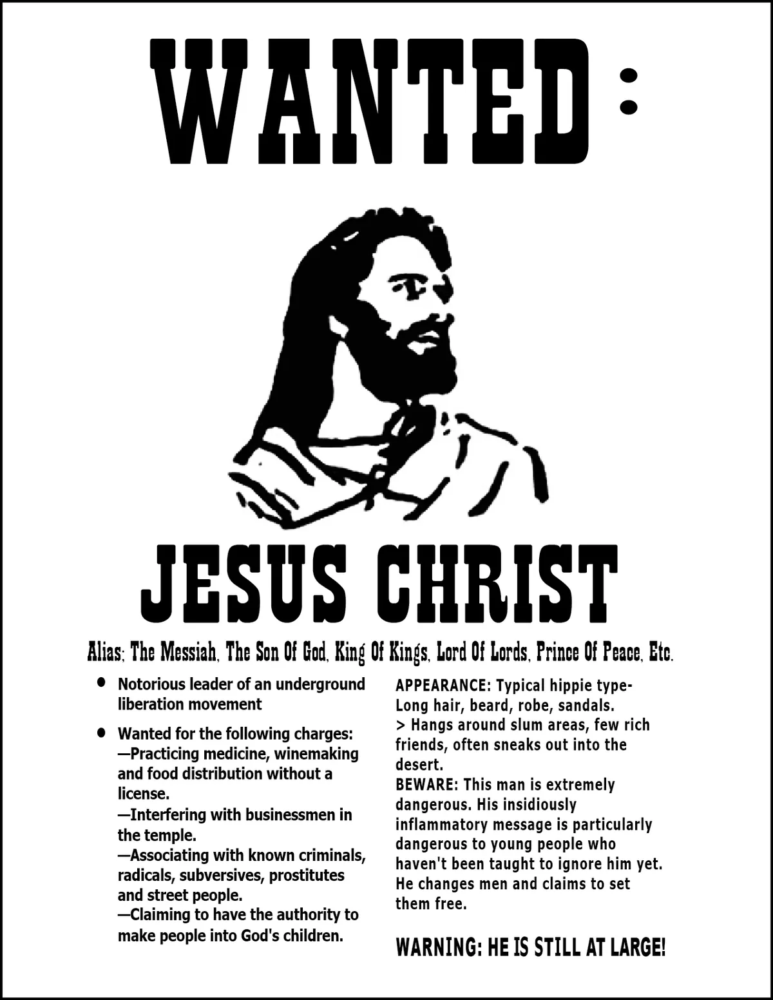 WANTED:
JESUS CHRIST
Alias; The Messiah, The Son Of God, King Of Kings, Lord Of Lords, Prince Of Peace, Etc.
• Notorious leader of an underground
liberation movement
• Wanted for the following charges:
—Practicing medicine, winemaking
and food distribution without a
license.
—Interfering with businessmen in
the temple.
—Associating with known criminals,
radicals, subversives, prostitutes
and street people.
—Claiming to have the authority to
make people into God's children.
APPEARANCE: Typical hippie type-
Long hair, beard, robe, sandals.
> Hangs around slum areas, few rich
friends, often sneaks out into the
desert.
BEWARE: This man is extremely
dangerous. His insidiously
inflammatory message is particularly
dangerous to young people who
haven't been taught to ignore him yet.
He changes men and claims to set
them free.
WARNING: HE IS STILL AT LARGE!